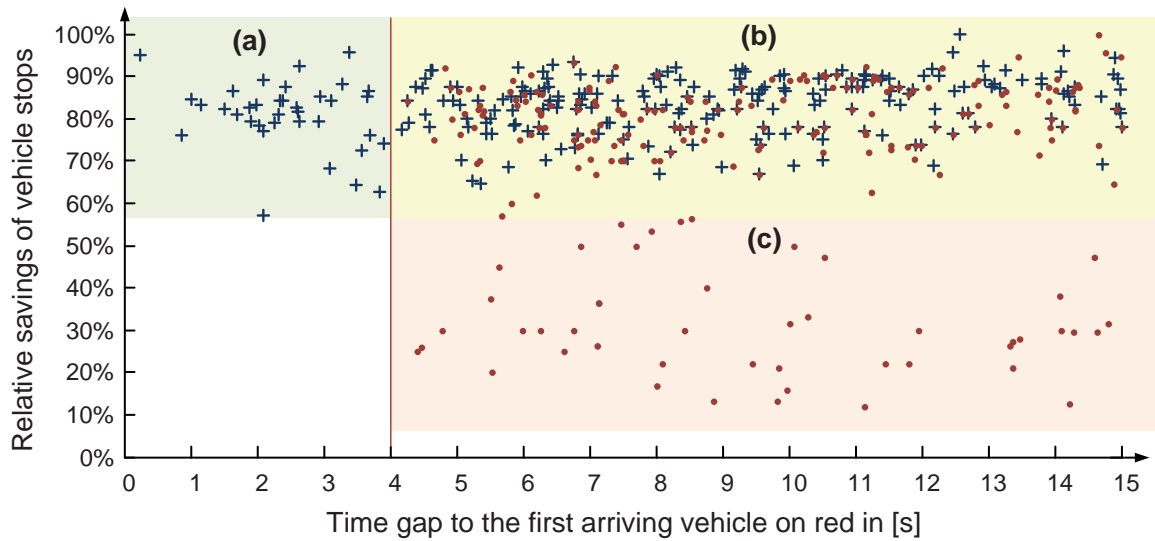 Relative savings of vehicle stops
100%
90%
80%
70%
60%
50%
40%
30%
20%
10%
0%
(a)
(b)
(c)
0 1 2 3 4 5 6 7 8 9 10 11 12 13 14 15
Time gap to the first arriving vehicle on red in [s]